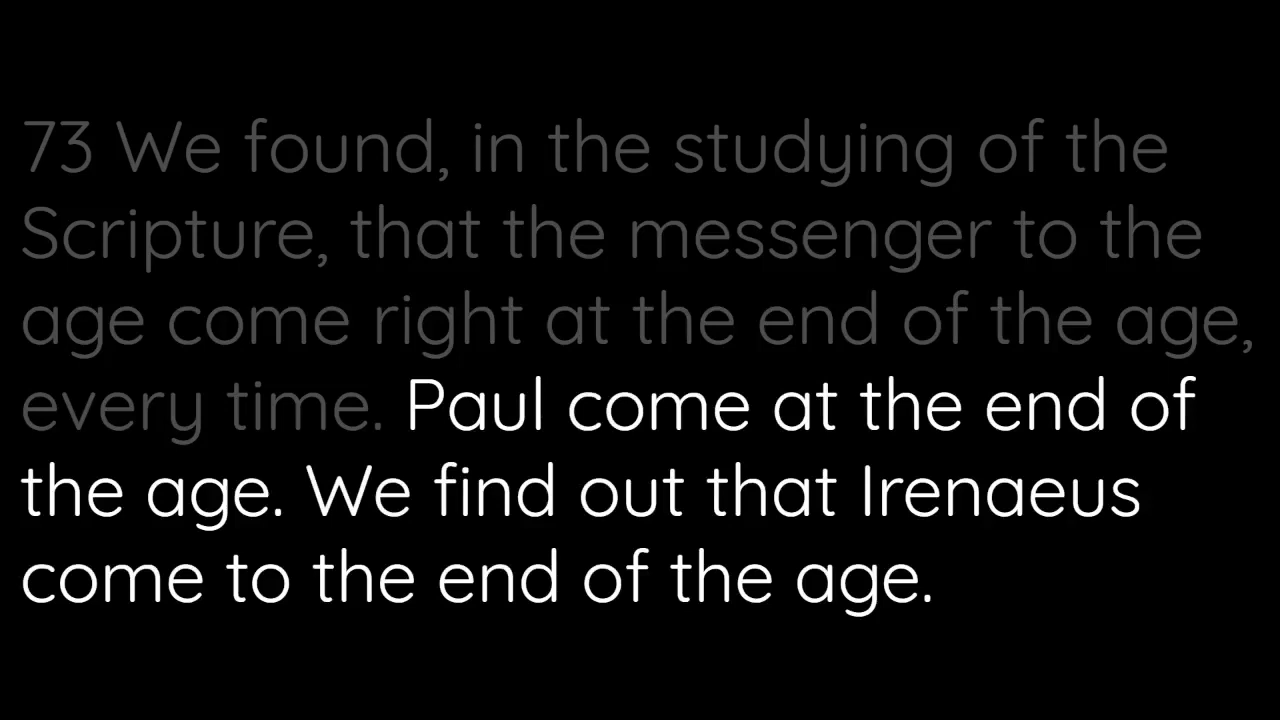 73 We found, in the studying of the
Scripture, that the messenger to the
age come right at the end of the age,
every time. Paul come at the end of
the age. We find out that Irenaeus
come to the end of the age.